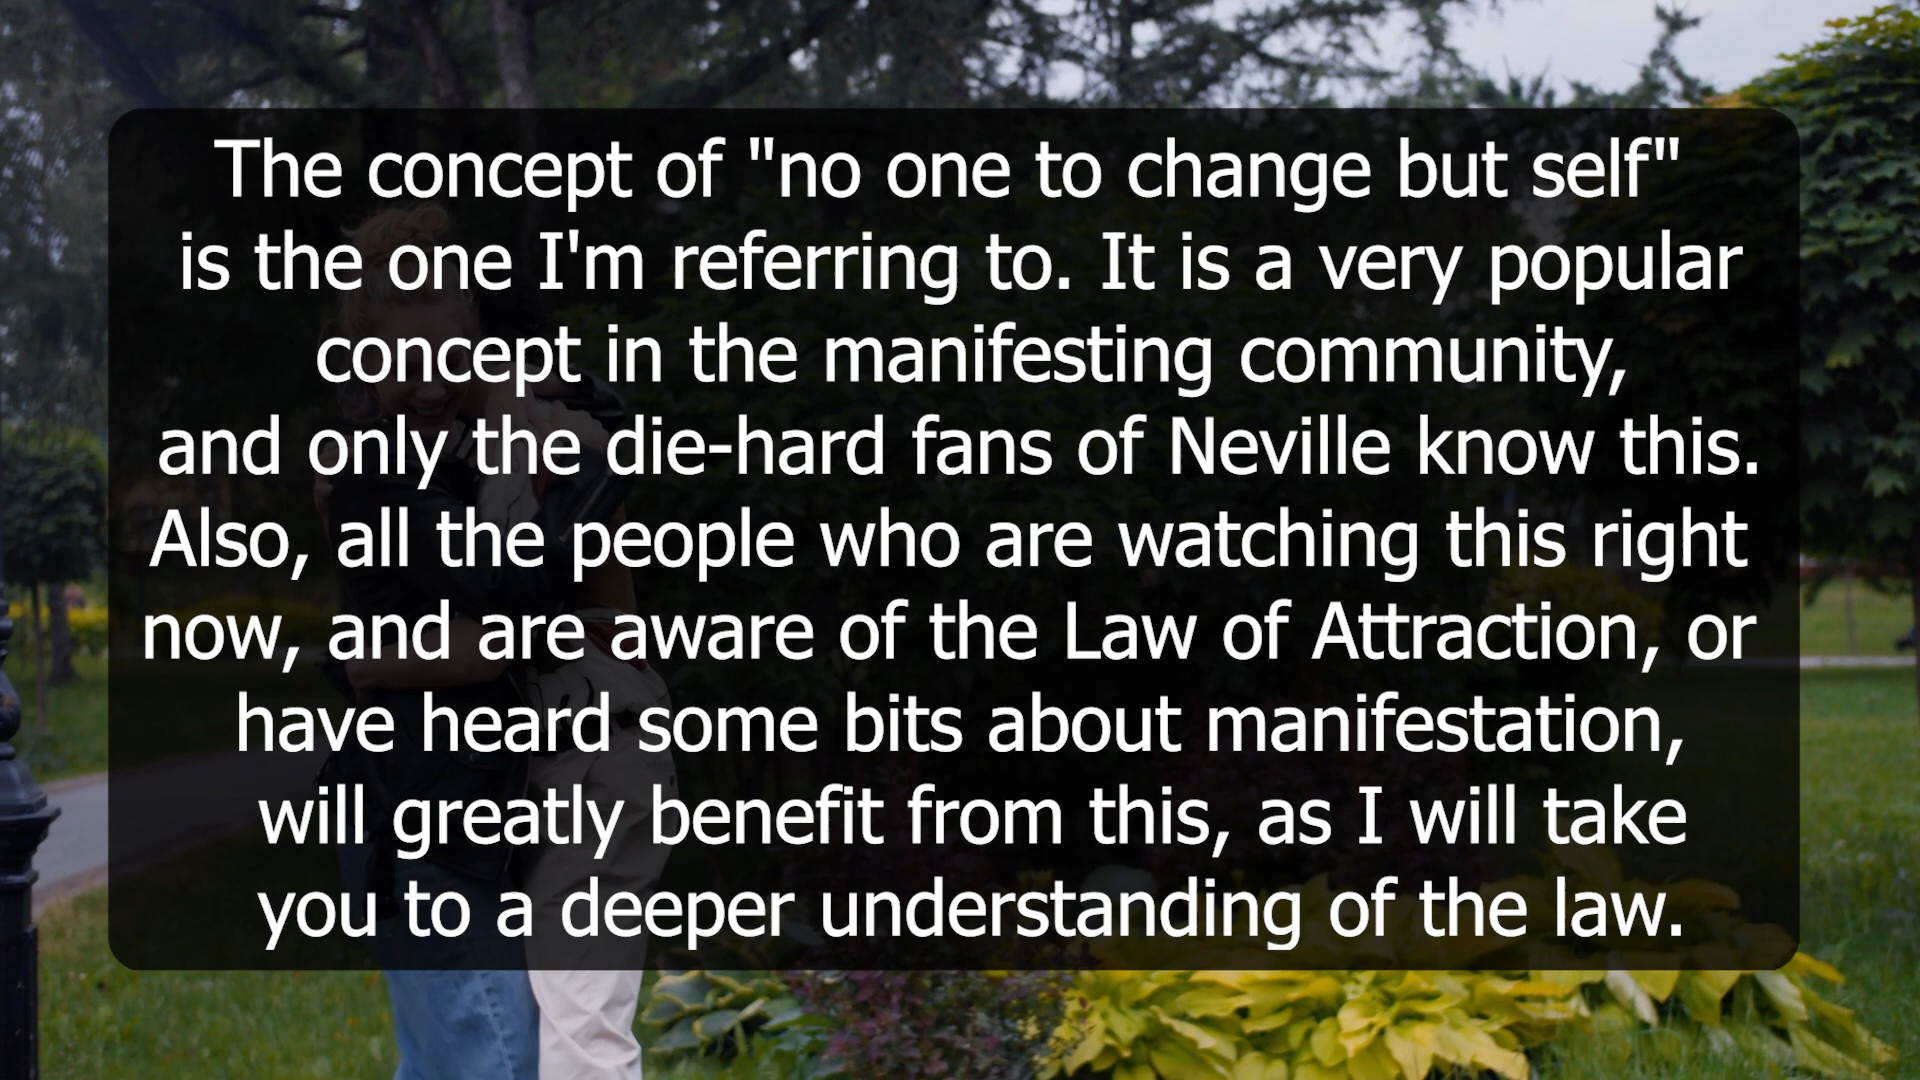 The concept of "no one to change but self"
is the one I'm referring to. It is a very popular
concept in the manifesting community,
and only the die-hard fans of Neville know this.
Also, all the people who are watching this right
now, and are aware of the Law of Attraction, or
have heard some bits about manifestation,
will greatly benefit from this, as I will take
you to a deeper understanding of the law.